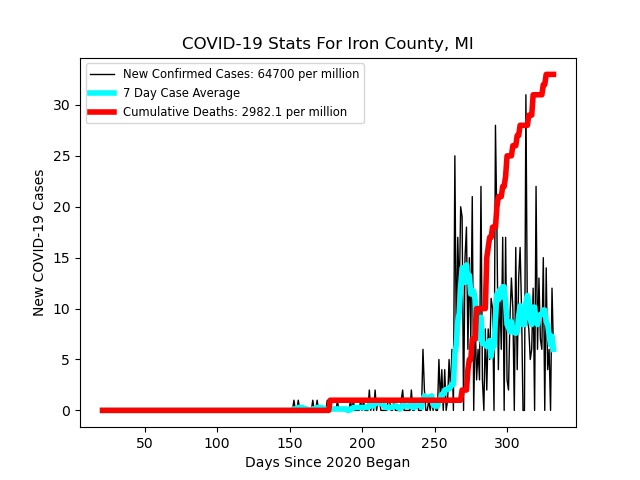 COVID-19 Stats For Iron County, MI
New Confirmed Cases: 64700 per million
7 Day Case Average
Cumulative Deaths: 2982.1 per million
New COVID-19 Cases
30
25
20
15
10
5
0
50
100
150
200
250
300
Days Since 2020 Began